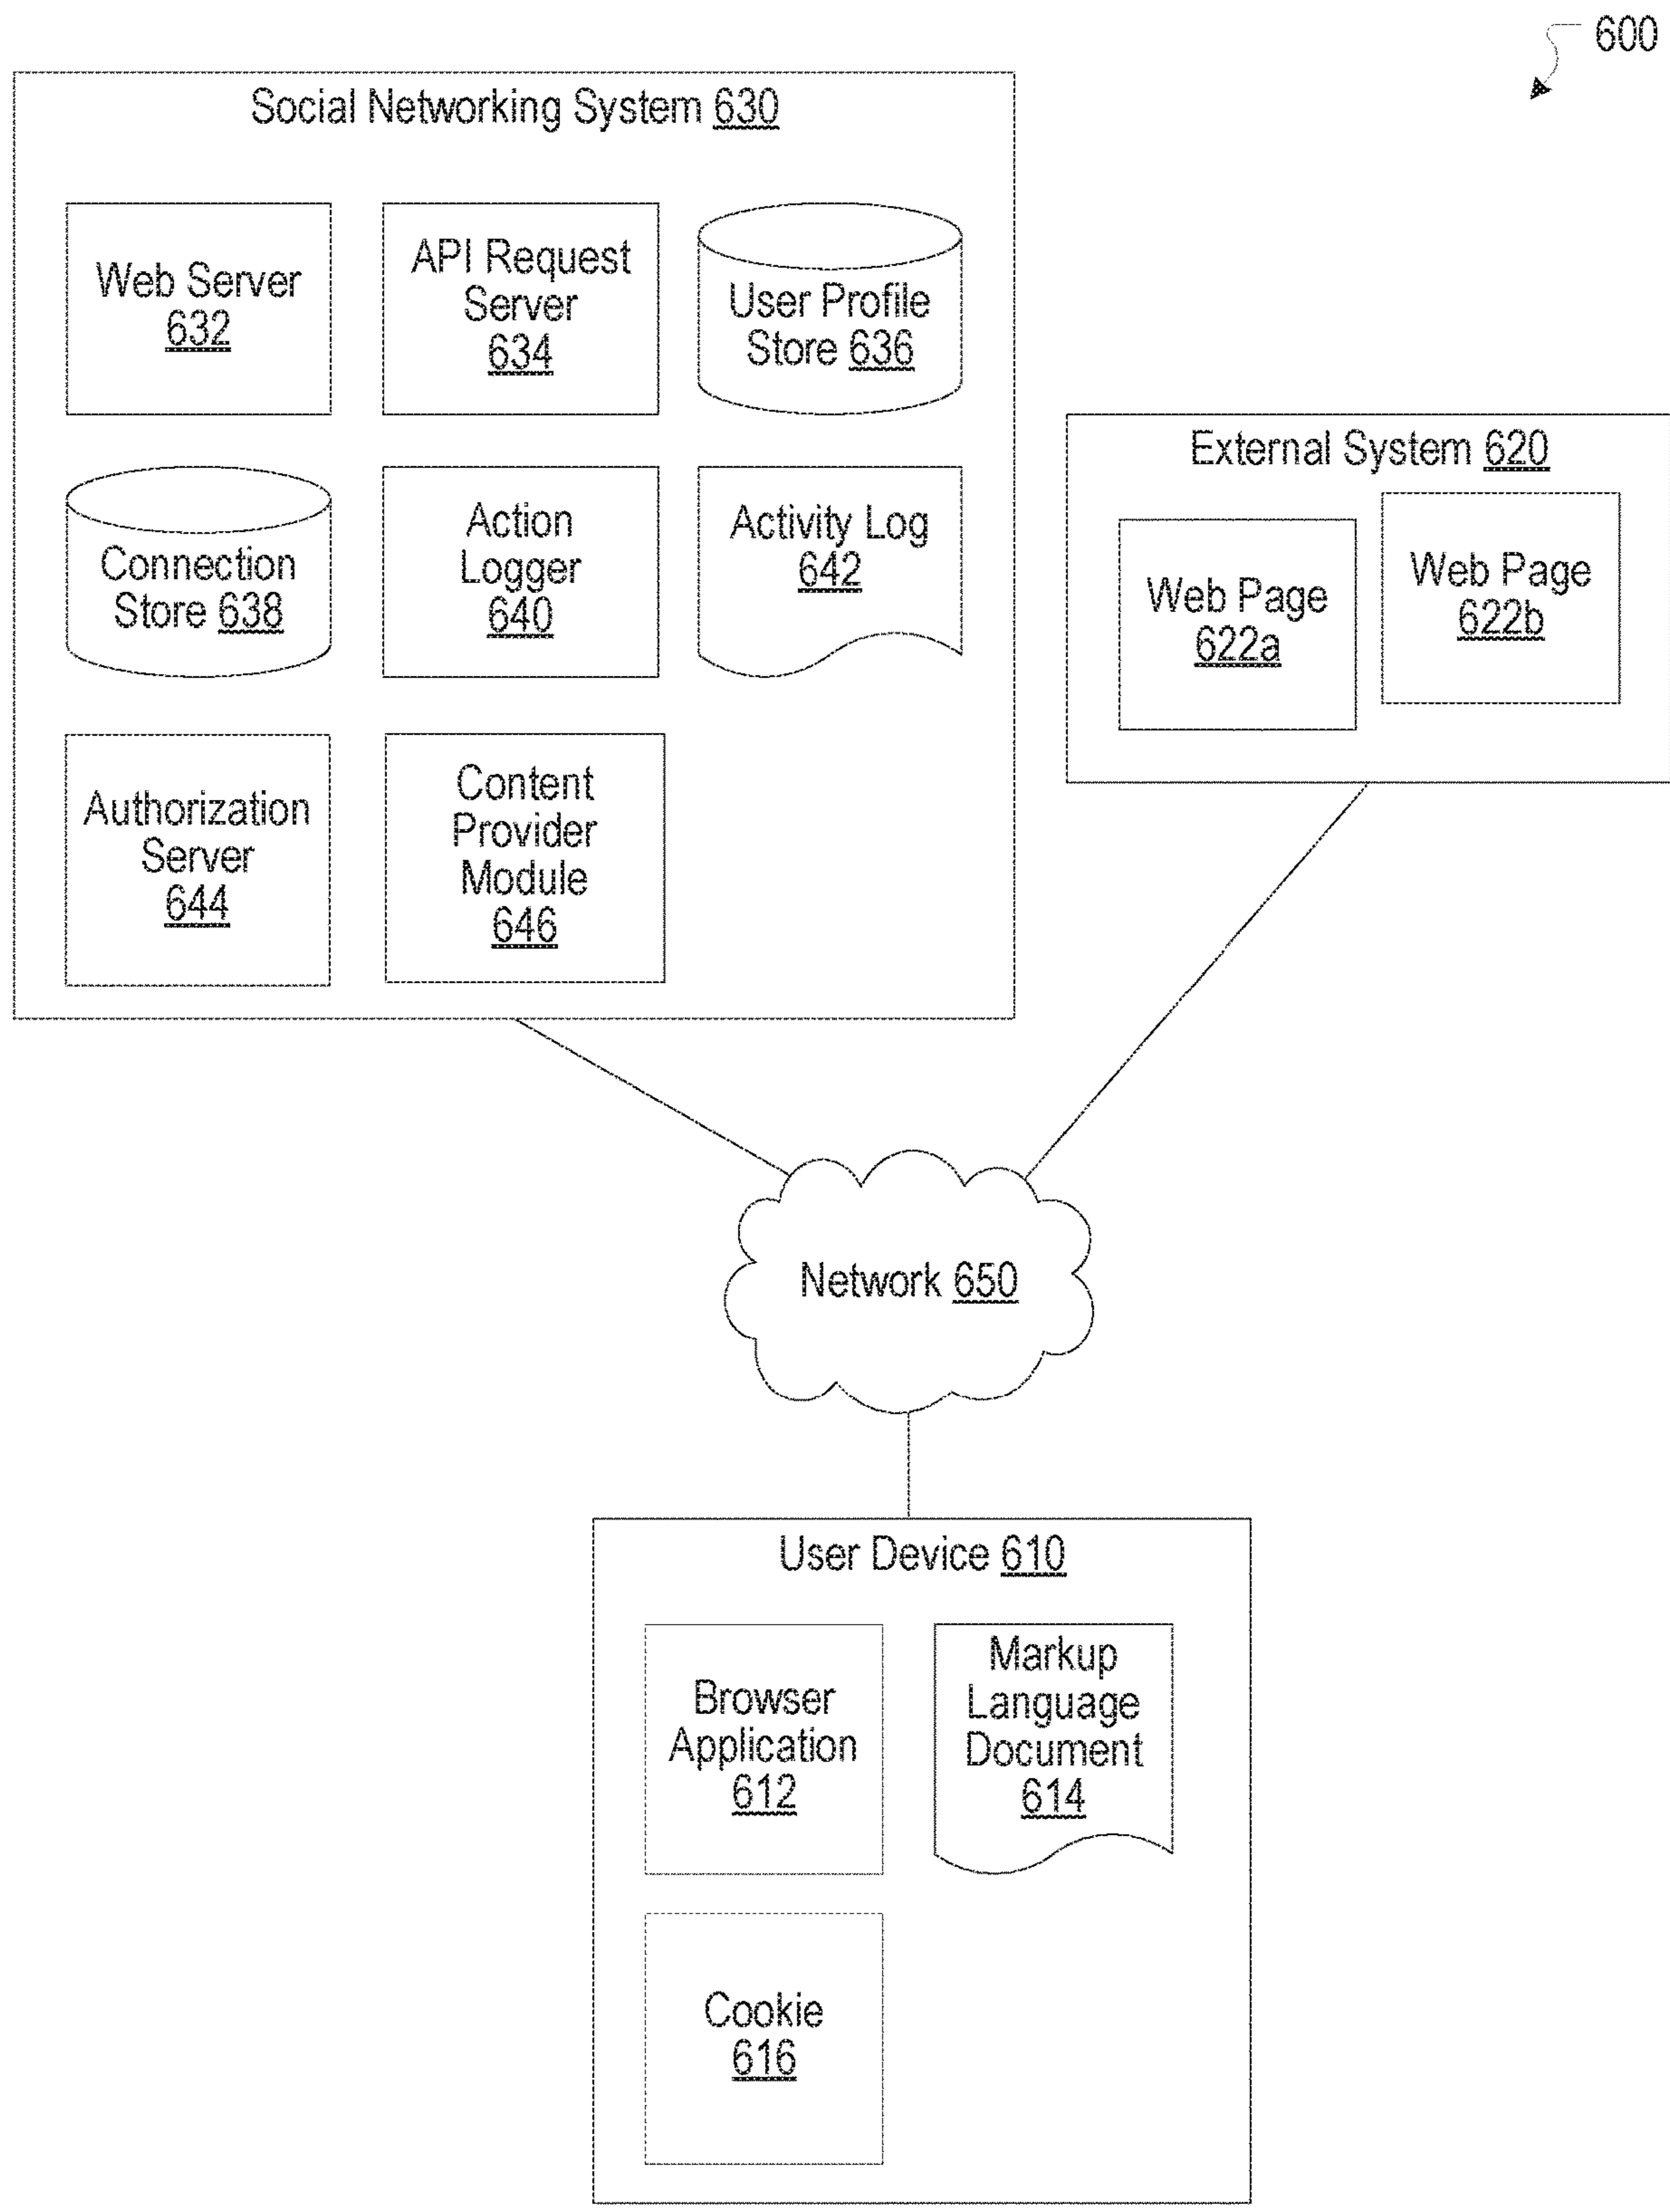 600
Social Networking System 630
Web Server
632
API Request
Server
634
User Profile
Store 636
Connection
Store 638
Action
Logger
640
Activity Log
642
Authorization
Server
644
Content
Provider
Module
646
External System 620
Web Page
622a
Web Page
622b
Network 650
User Device 610
Browser
Application
612
Markup
Language
Document
614
Cookie
616